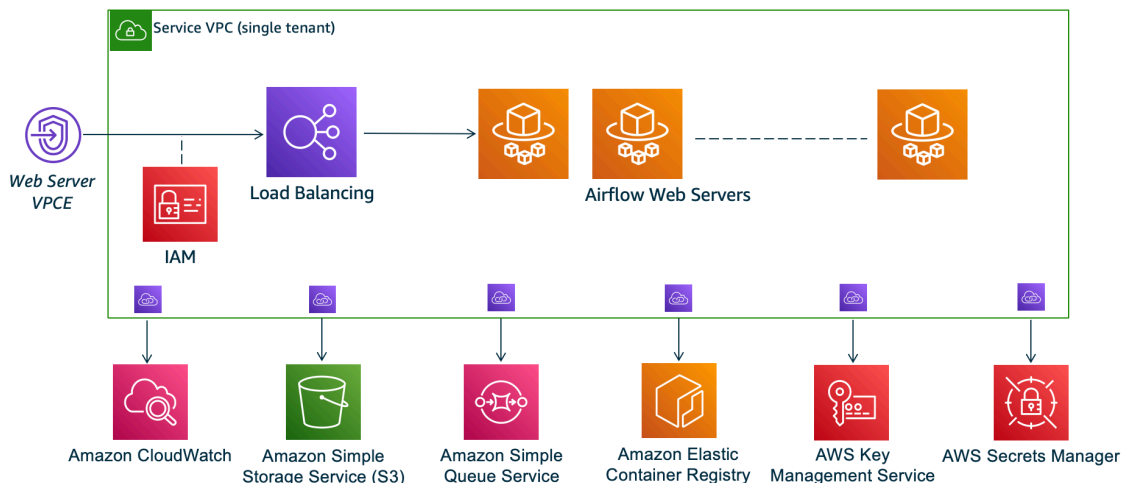 Service VPC (single tenant)
Web Server
VPCE
Load Balancing
Airflow Web Servers
IAM
Amazon CloudWatch
Amazon Simple
Storage Service (S3)
Amazon Simple
Queue Service
Amazon Elastic
Container Registry
AWS Key
Management Service
AWS Secrets Manager